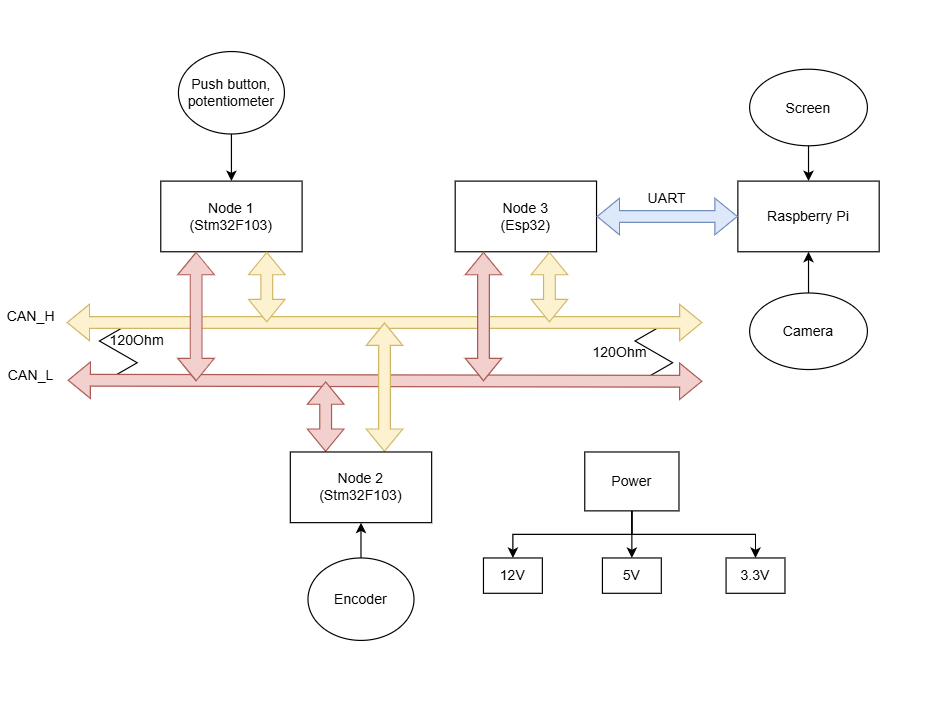 Push button,
potentiometer
Screen
Node 1
(Stm32F103)
Node 3
(Esp32)
UART
Raspberry Pi
CAN_H
120Ohm
120Ohm
Camera
CAN_L
Node 2
(Stm32F103)
Power
12V
5V
3.3V
Encoder